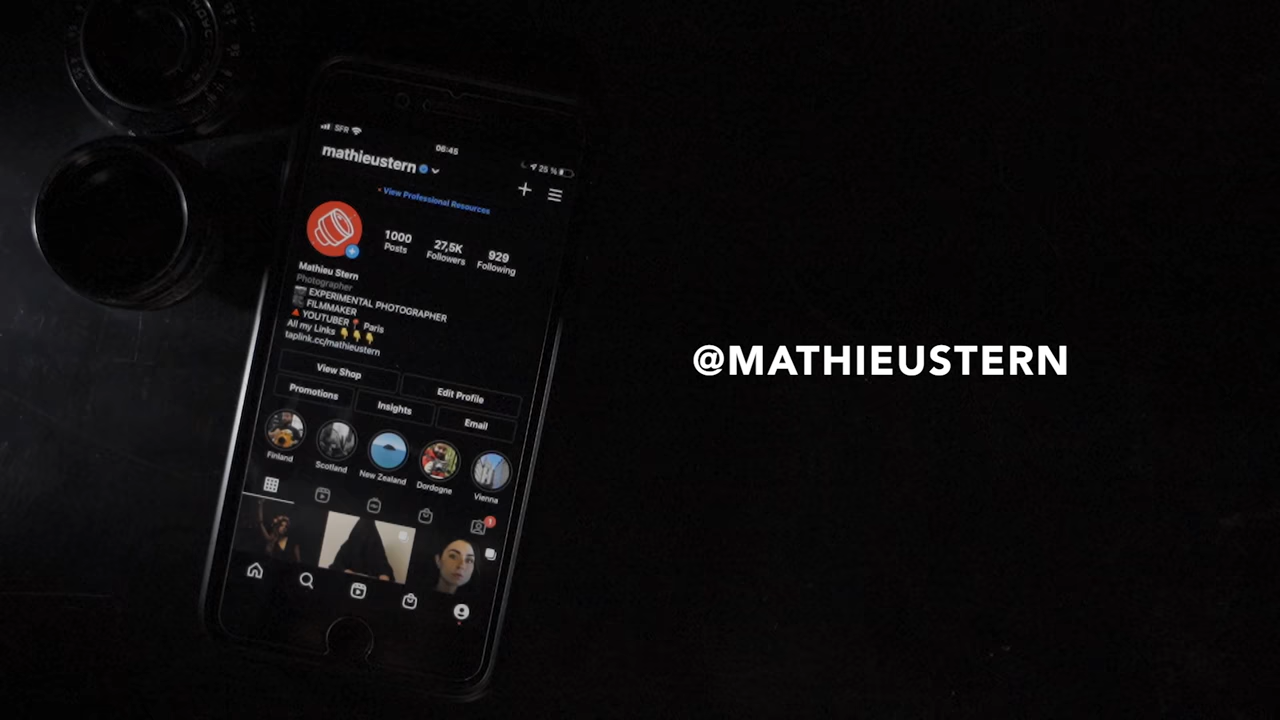 SFR
08:45
25 %
mathieustern
View Professional Resources
1000
Posts
27,5K
Followers
929
Following
Mathieu Stern
Photographer
EXPERIMENTAL PHOTOGRAPHER
FILMMAKER
YOUTUBER 📍 Paris
All my Links 👇👇👇
taplink.cc/mathieustern
View Shop
Edit Profile
Promotions
Insights
Email
Finland
Scotland
New Zealand
Dordogne
Vienna
1
@MATHIEUSTERN